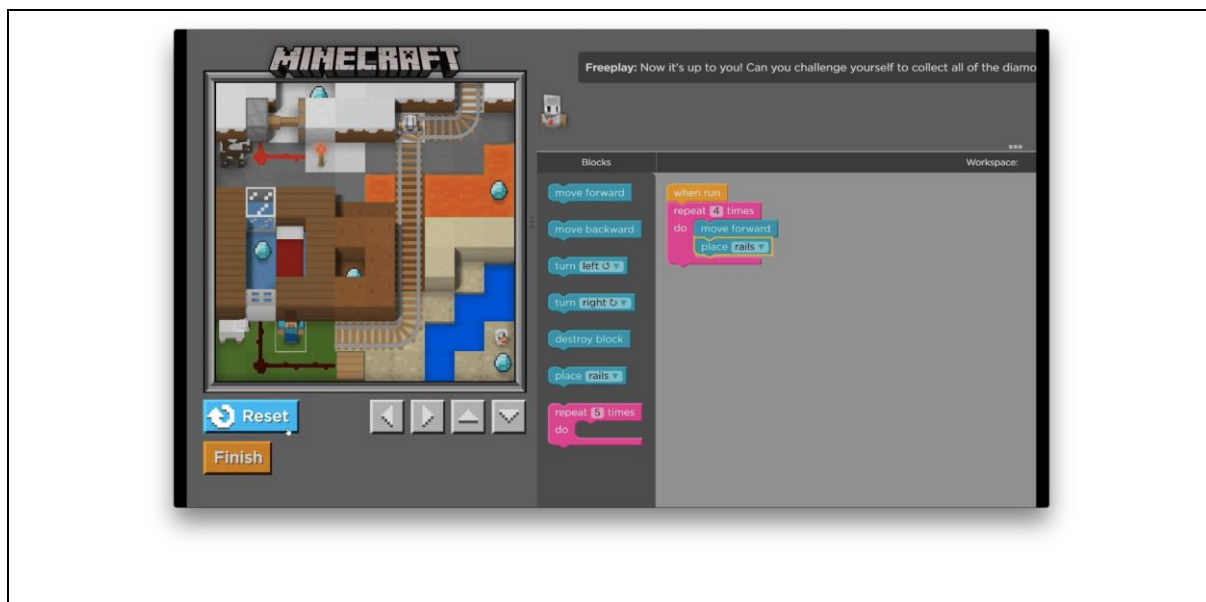 MINECRAFT
Freeplay: Now it's up to you! Can you challenge yourself to collect all of the diamo
Blocks
Workspace:
move forward
move backward
turn left ↺ ▼
turn right ↻ ▼
destroy block
place rails ▼
repeat 5 times
do
when run
repeat 4 times
do move forward
place rails ▼
Reset
Finish